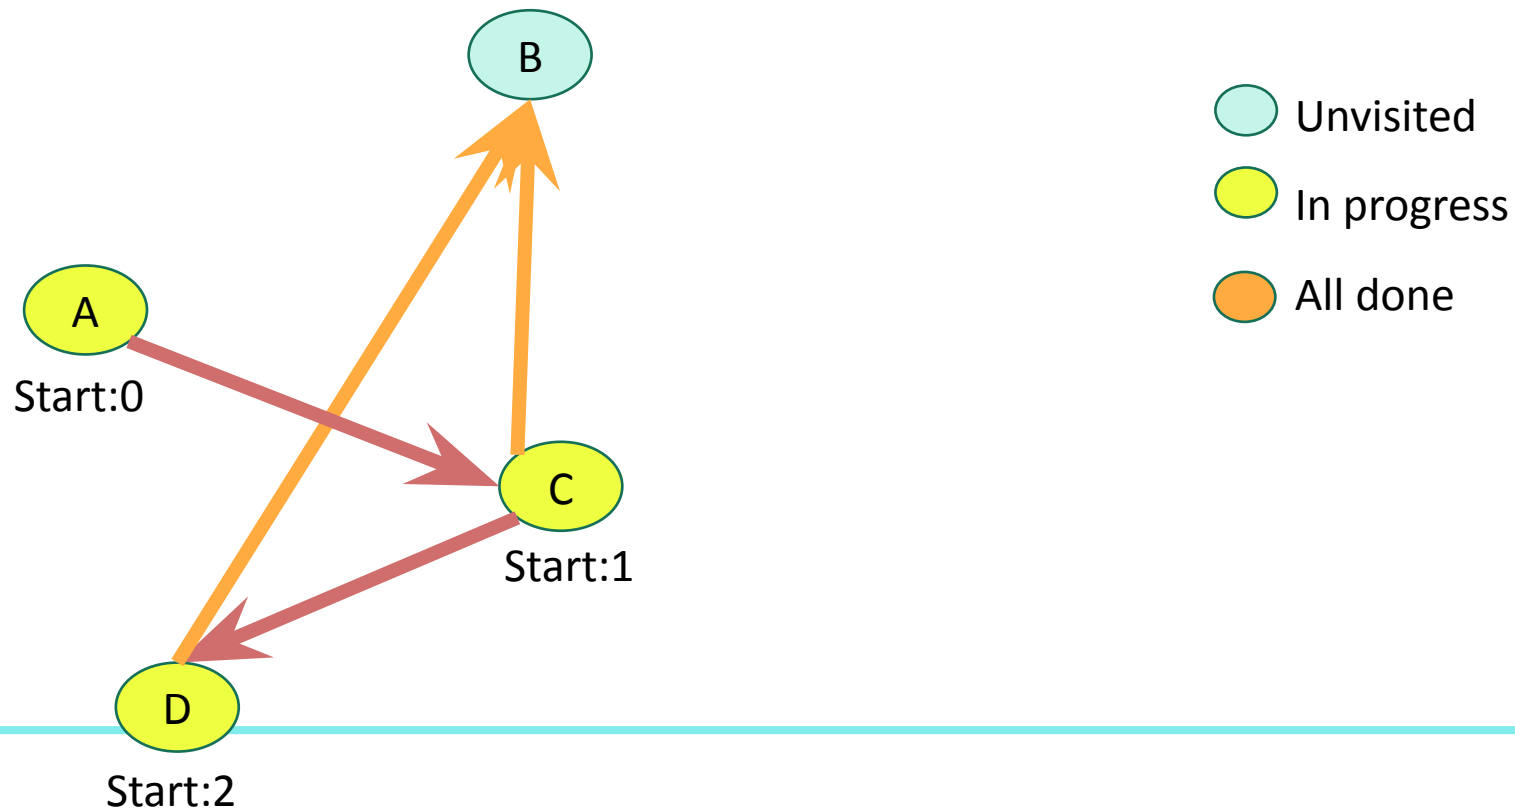 B
Unvisited
In progress
A
All done
Start:0
C
Start:1
D
Start:2